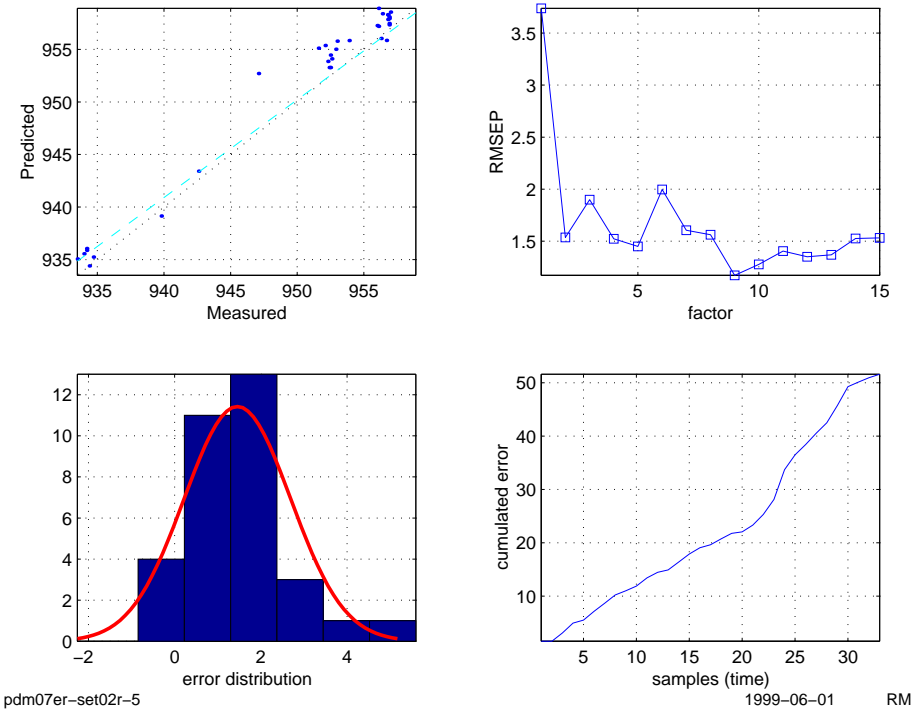 955
950
945
940
935
Predicted
935 940 945 950 955
Measured
3.5
3
2.5
2
1.5
RMSEP
5 10 15
factor
12
10
8
6
4
2
0
−2 0 2 4
error distribution
50
40
30
20
10
cumulated error
5 10 15 20 25 30
samples (time)
pdm07er−set02r−5 1999−06−01 RM